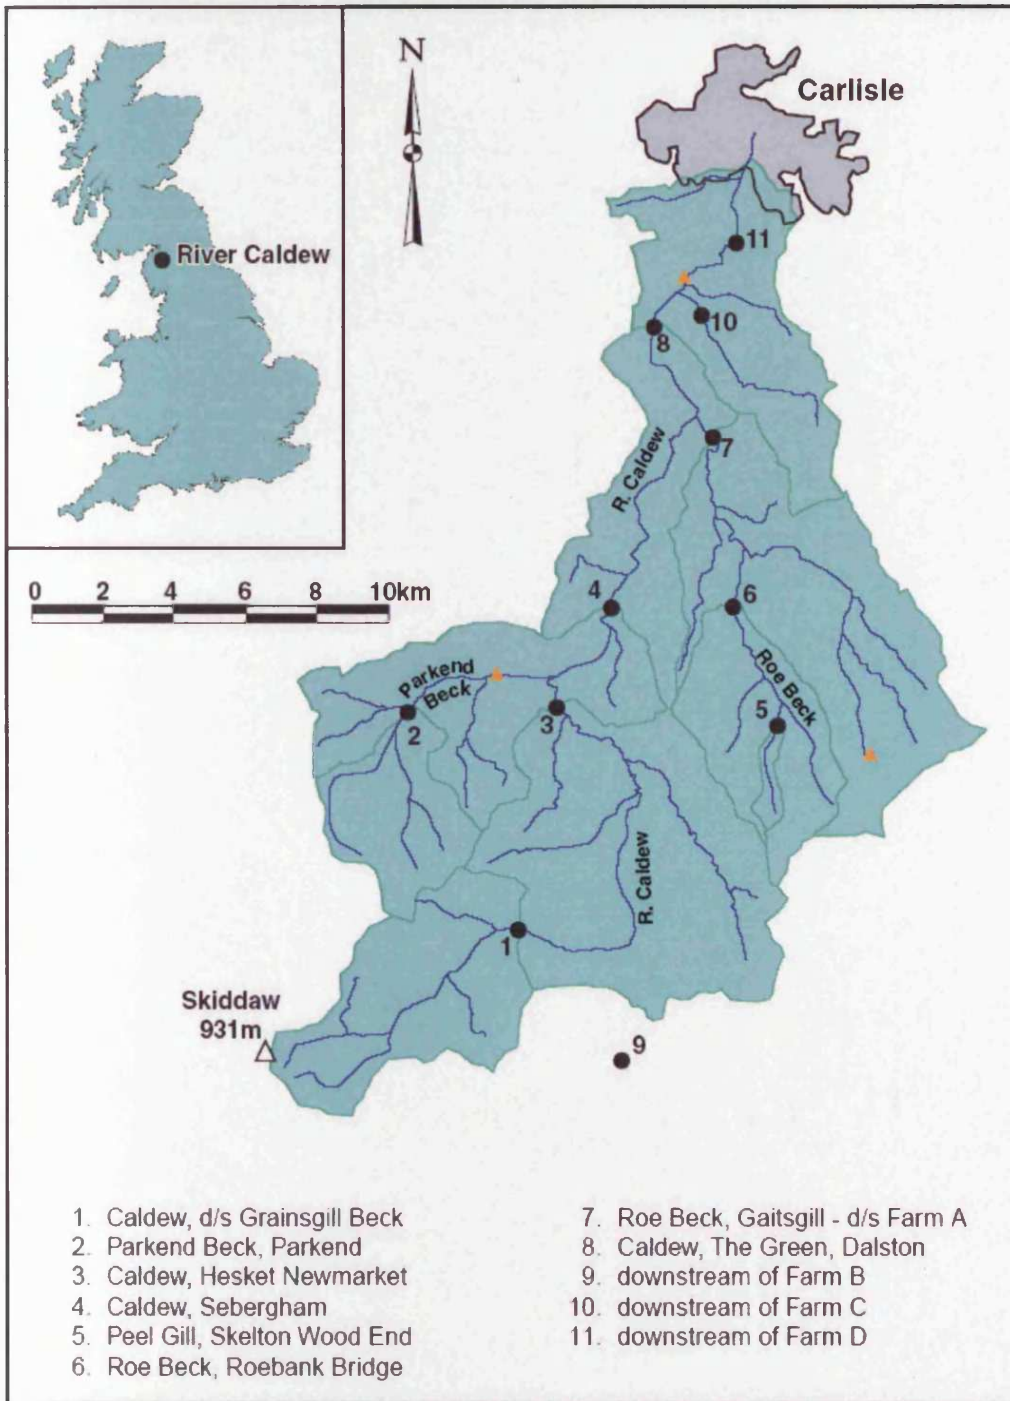 N
Carlisle
River Caldew
11
10
8
7
R. Caldew
0 2 4 6 8 10km
4
6
Parkend
Beck
Roe Beck
2
3
5
R. Caldew
1
Skiddaw
931m
9
1. Caldew, d/s Grainsgill Beck
2. Parkend Beck, Parkend
3. Caldew, Hesket Newmarket
4. Caldew, Sebergham
5. Peel Gill, Skelton Wood End
6. Roe Beck, Roebank Bridge
7. Roe Beck, Gaitsgill - d/s Farm A
8. Caldew, The Green, Dalston
9. downstream of Farm B
10. downstream of Farm C
11. downstream of Farm D